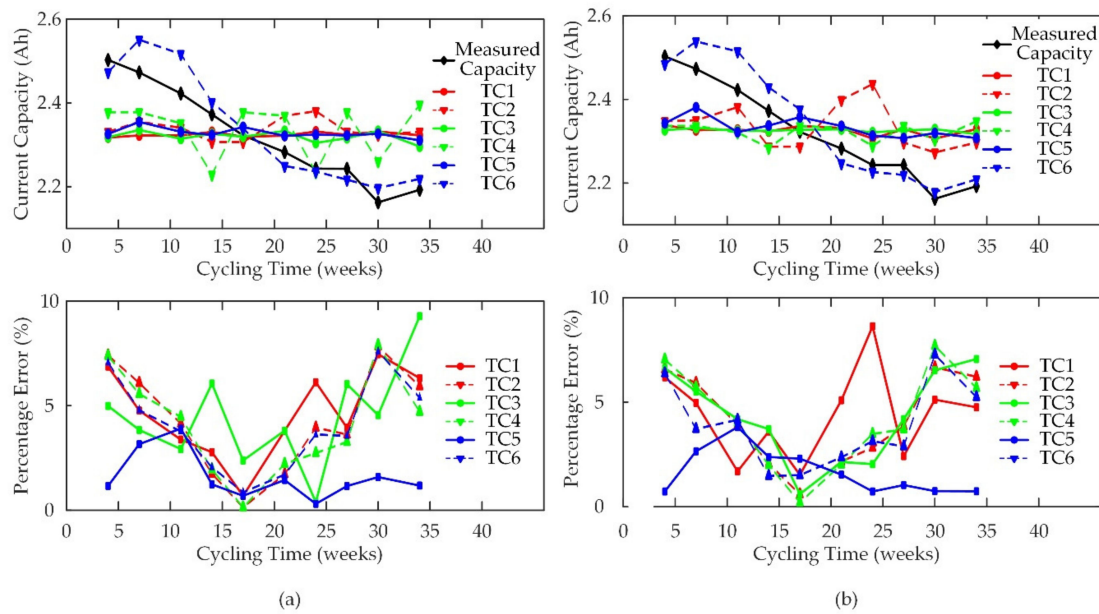 2.6
2.4
2.2
Current Capacity (Ah)
Measured
Capacity
TC1
TC2
TC3
TC4
TC5
TC6
0 5 10 15 20 25 30 35 40
Cycling Time (weeks)
2.6
2.4
2.2
Current Capacity (Ah)
Measured
Capacity
TC1
TC2
TC3
TC4
TC5
TC6
0 5 10 15 20 25 30 35 40
Cycling Time (weeks)
10
5
0
Percentage Error (%)
TC1
TC2
TC3
TC4
TC5
TC6
0 5 10 15 20 25 30 35 40
Cycling Time (weeks)
10
5
0
Percentage Error (%)
TC1
TC2
TC3
TC4
TC5
TC6
0 5 10 15 20 25 30 35 40
Cycling Time (weeks)
(a)
(b)